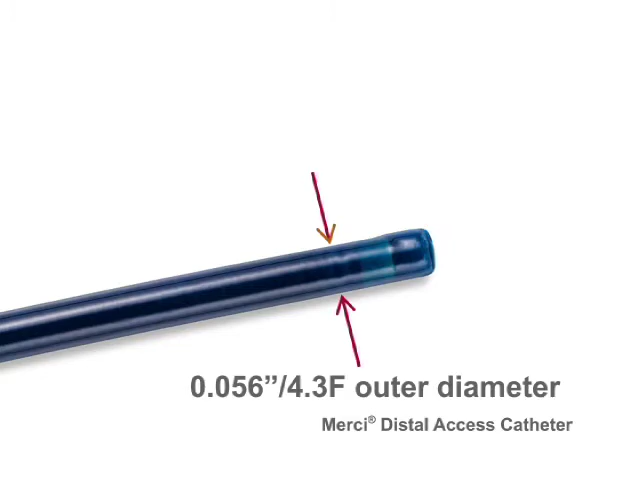 0.056”/4.3F outer diameter
Merci® Distal Access Catheter